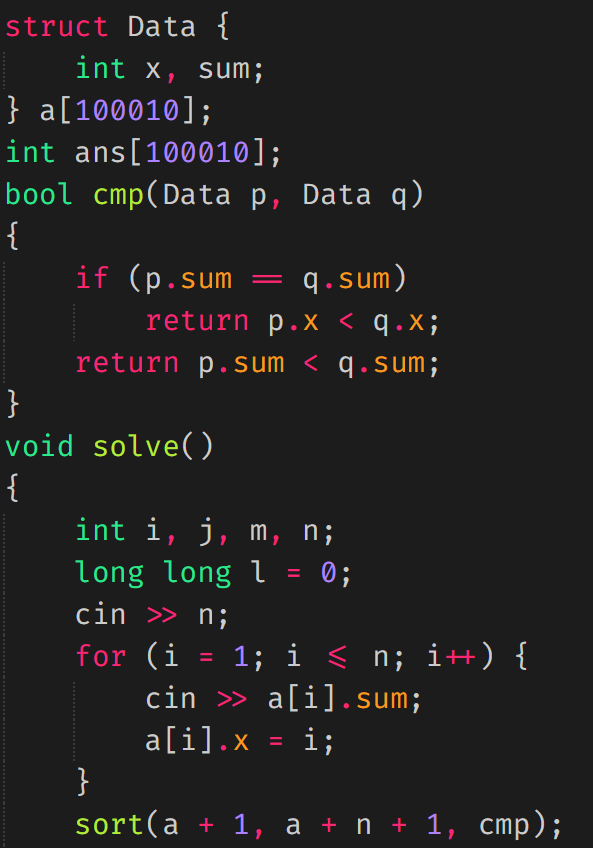 struct Data {
    int x, sum;
} a[100010];
int ans[100010];
bool cmp(Data p, Data q)
{
    if (p.sum == q.sum)
        return p.x < q.x;
    return p.sum < q.sum;
}
void solve()
{
    int i, j, m, n;
    long long l = 0;
    cin >> n;
    for (i = 1; i <= n; i++) {
        cin >> a[i].sum;
        a[i].x = i;
    }
    sort(a + 1, a + n + 1, cmp);